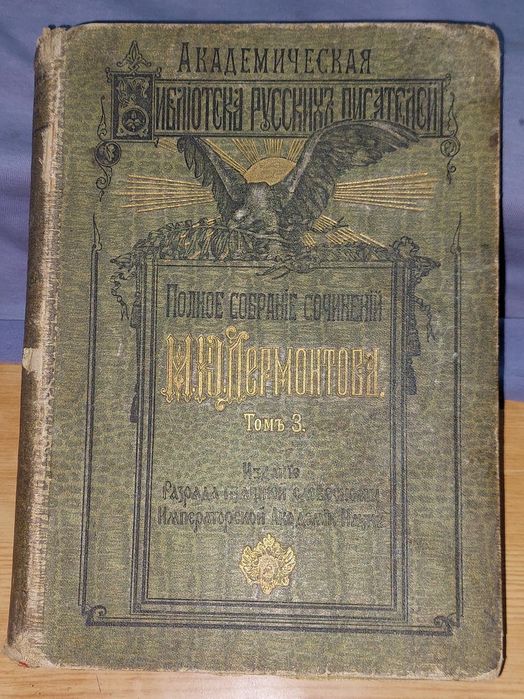 Академическая
Библіотека русскихъ писателей
Полное собраніе сочиненій
М. Ю. Лермонтова.
Томъ 3.
Изданіе
Разряда изящной словесности
Императорской Академіи Наукъ